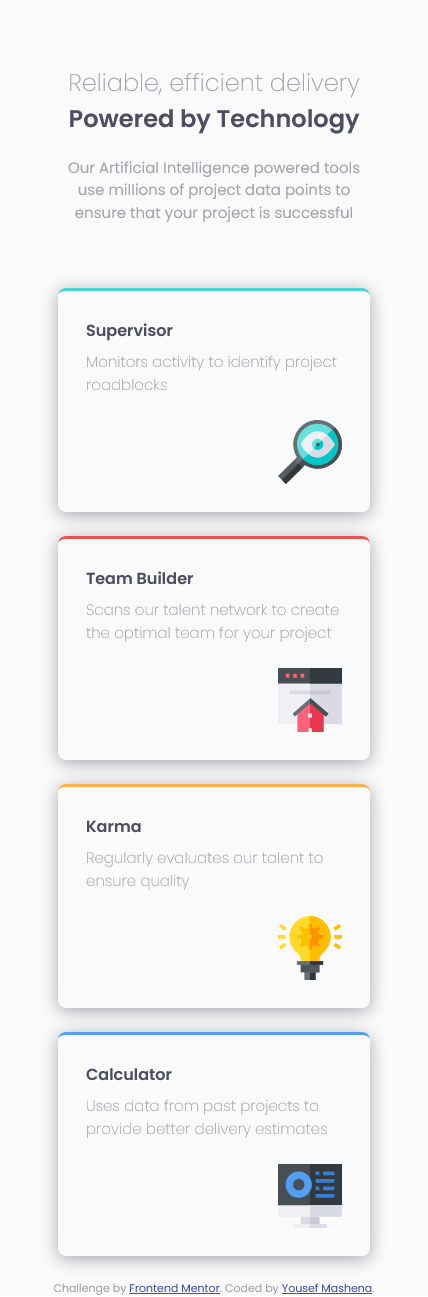 Reliable, efficient delivery
Powered by Technology
Our Artificial Intelligence powered tools
use millions of project data points to
ensure that your project is successful
Supervisor
Monitors activity to identify project
roadblocks
Team Builder
Scans our talent network to create
the optimal team for your project
Karma
Regularly evaluates our talent to
ensure quality
Calculator
Uses data from past projects to
provide better delivery estimates
Challenge by Frontend Mentor. Coded by Yousef Mashena.